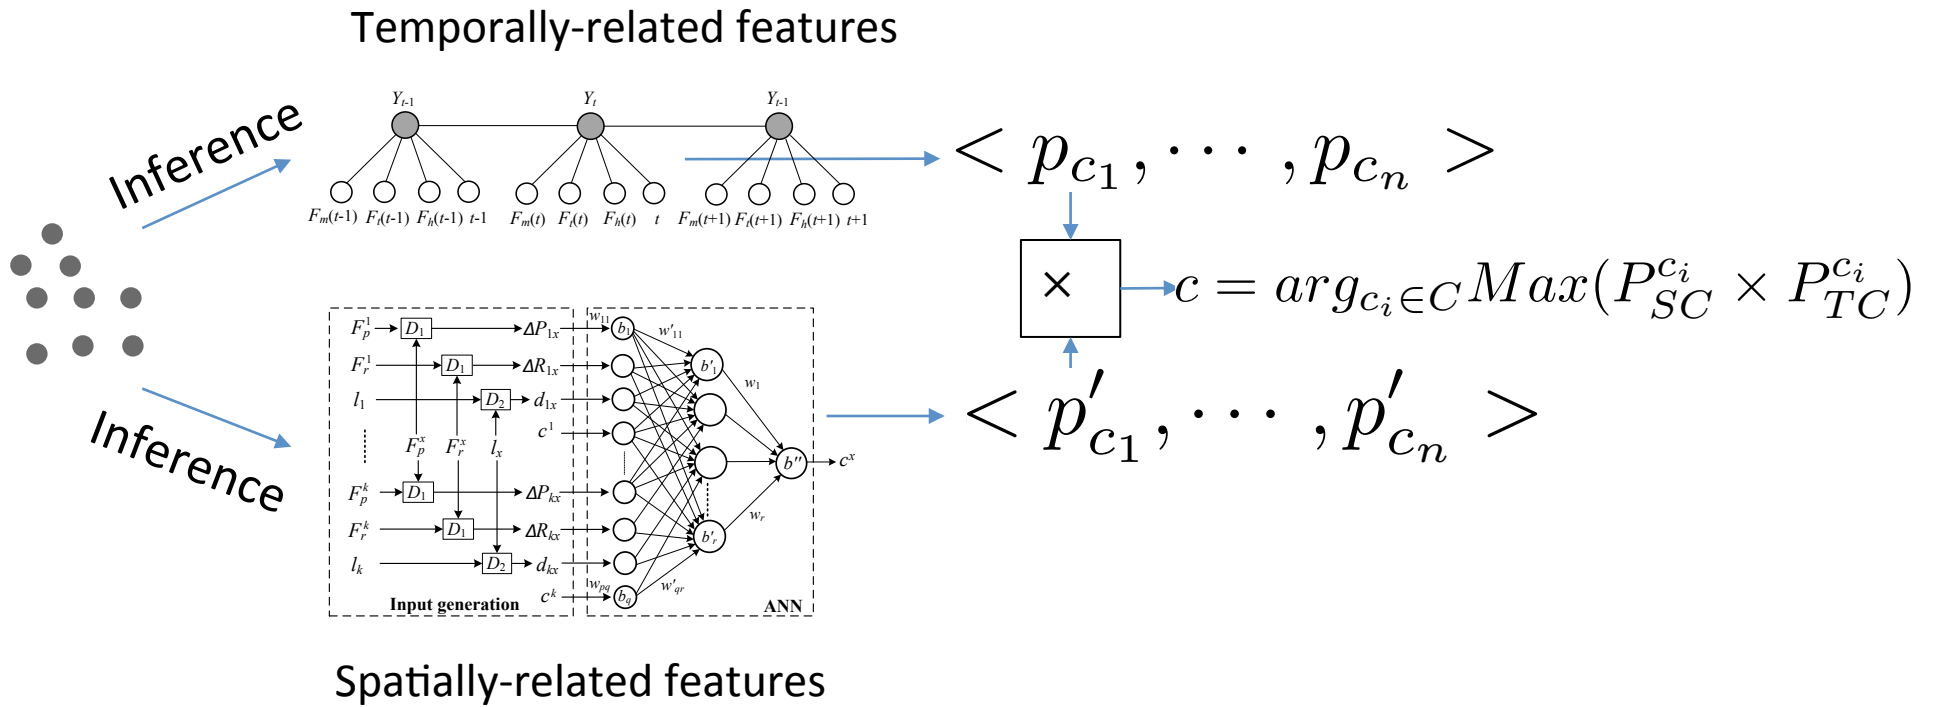 Temporally-related features
Inference
Y_{t-1} Y_t Y_{t-1}
F_m(t-1) F_t(t-1) F_h(t-1) t-1 F_m(t) F_t(t) F_h(t) t F_m(t+1) F_t(t+1) F_h(t+1) t+1
< p_{c_1}, · · · , p_{c_n} >
×
c = arg_{c_i∈C}Max(P_{SC}^{c_i} × P_{TC}^{c_i})
< p'_{c_1}, · · · , p'_{c_n} >
Inference
F_p^1 D_1 ΔP_{1x} w_{11} b_1 w'_{11}
F_r^1 D_1 ΔR_{1x} b'_1 w_1
l_1 D_2 d_{1x}
c^1
F_p^x F_r^x l_x b'' c^x
F_p^k D_1 ΔP_{kx}
F_r^k D_1 ΔR_{kx} b'_r w_r
l_k D_2 d_{kx}
c^k w_{pq} b_q w'_{qr}
Input generation ANN
Spatially-related features